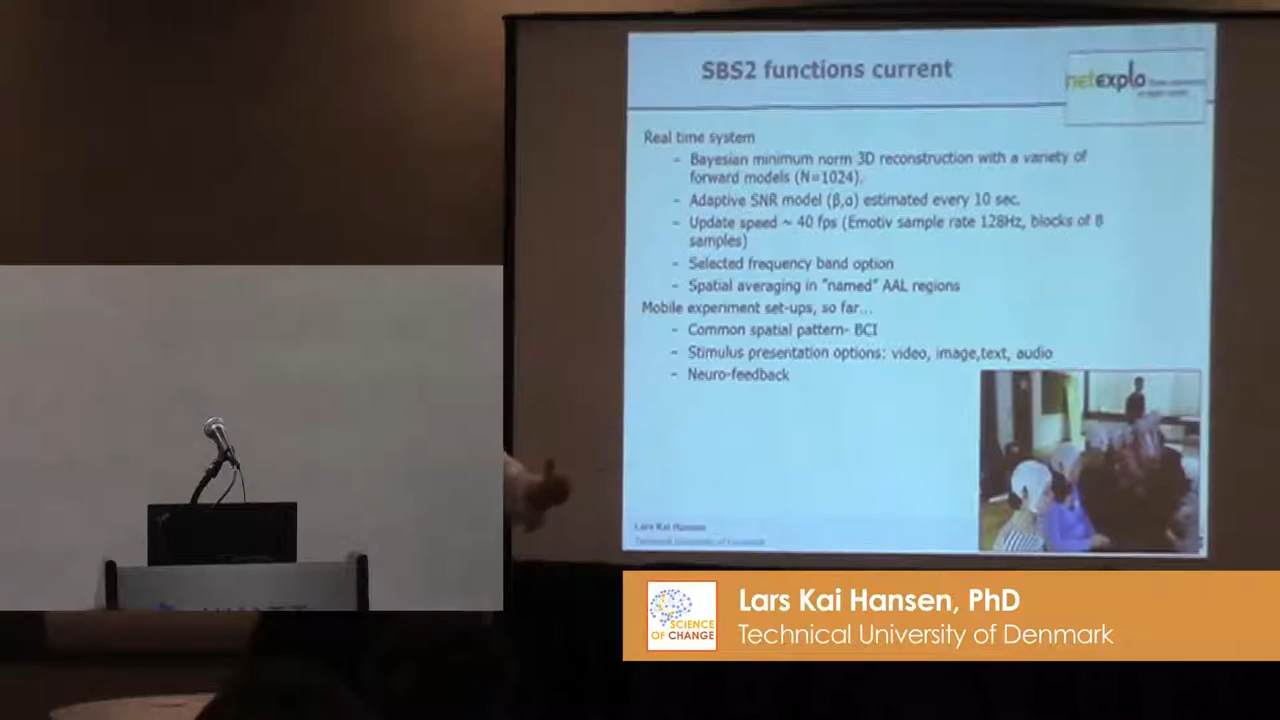 SBS2 functions current
netexplo
Real time system
- Bayesian minimum norm 3D reconstruction with a variety of
forward models (N=1024).
- Adaptive SNR model (β,α) estimated every 10 sec.
- Update speed ~ 40 fps (Emotiv sample rate 128Hz, blocks of 8
samples)
- Selected frequency band option
- Spatial averaging in "named" AAL regions
Mobile experiment set-ups, so far...
- Common spatial pattern- BCI
- Stimulus presentation options: video, image,text, audio
- Neuro-feedback
Lars Kai Hansen
Technical University of Denmark
SCIENCE
OF CHANGE
Lars Kai Hansen, PhD
Technical University of Denmark